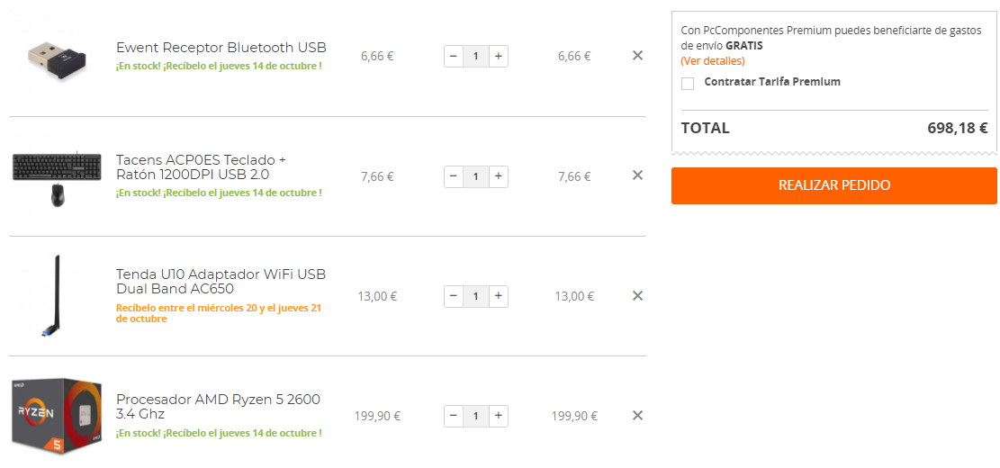 Ewent Receptor Bluetooth USB
¡En stock! ¡Recíbelo el jueves 14 de octubre !
6,66 €
− 1 +
6,66 €
×
Tacens ACP0ES Teclado +
Ratón 1200DPI USB 2.0
¡En stock! ¡Recíbelo el jueves 14 de octubre !
7,66 €
− 1 +
7,66 €
×
Tenda U10 Adaptador WiFi USB
Dual Band AC650
Recíbelo entre el miércoles 20 y el jueves 21
de octubre
13,00 €
− 1 +
13,00 €
×
RYZEN
5
Procesador AMD Ryzen 5 2600
3.4 Ghz
¡En stock! ¡Recíbelo el jueves 14 de octubre !
199,90 €
− 1 +
199,90 €
×
Con PcComponentes Premium puedes beneficiarte de gastos
de envío GRATIS
(Ver detalles)
Contratar Tarifa Premium
TOTAL 698,18 €
REALIZAR PEDIDO